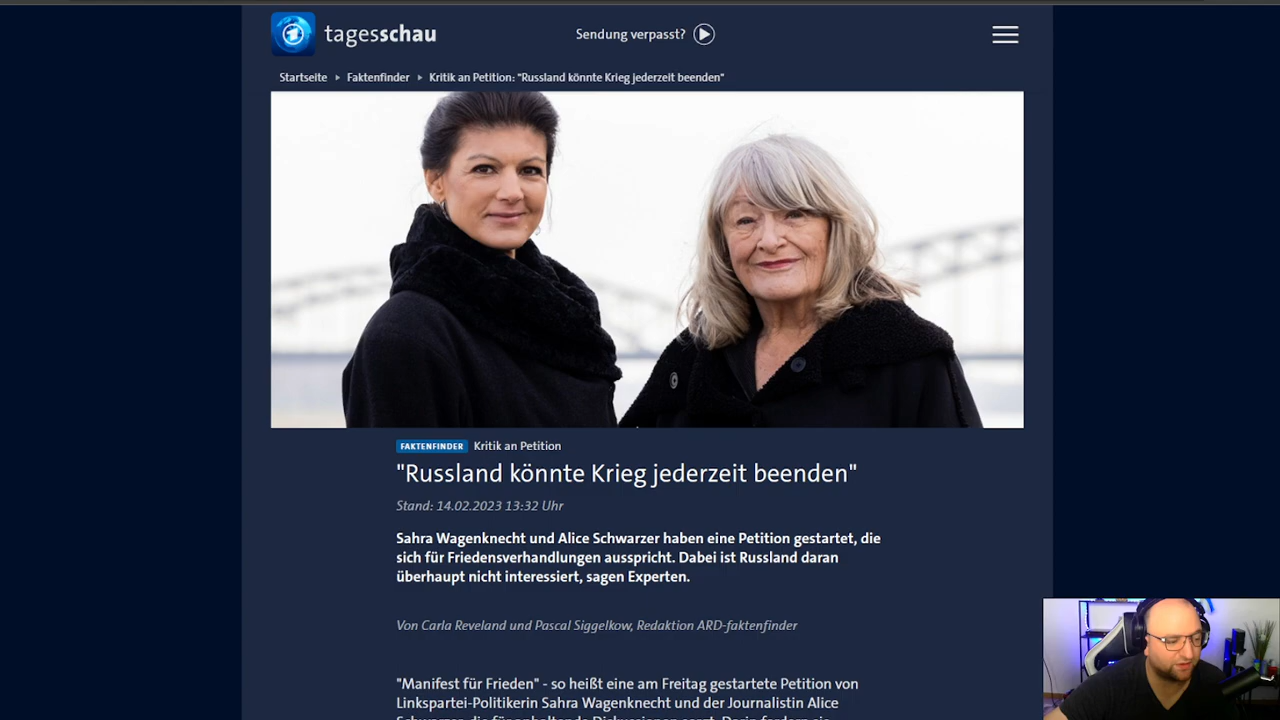 tagesschau
Sendung verpasst?
Startseite Faktenfinder Kritik an Petition: "Russland könnte Krieg jederzeit beenden"
FAKTENFINDER Kritik an Petition
"Russland könnte Krieg jederzeit beenden"
Stand: 14.02.2023 13:32 Uhr
Sahra Wagenknecht und Alice Schwarzer haben eine Petition gestartet, die
sich für Friedensverhandlungen ausspricht. Dabei ist Russland daran
überhaupt nicht interessiert, sagen Experten.
Von Carla Reveland und Pascal Siggelkow, Redaktion ARD-faktenfinder
"Manifest für Frieden" - so heißt eine am Freitag gestartete Petition von
Linkspartei-Politikerin Sahra Wagenknecht und der Journalistin Alice